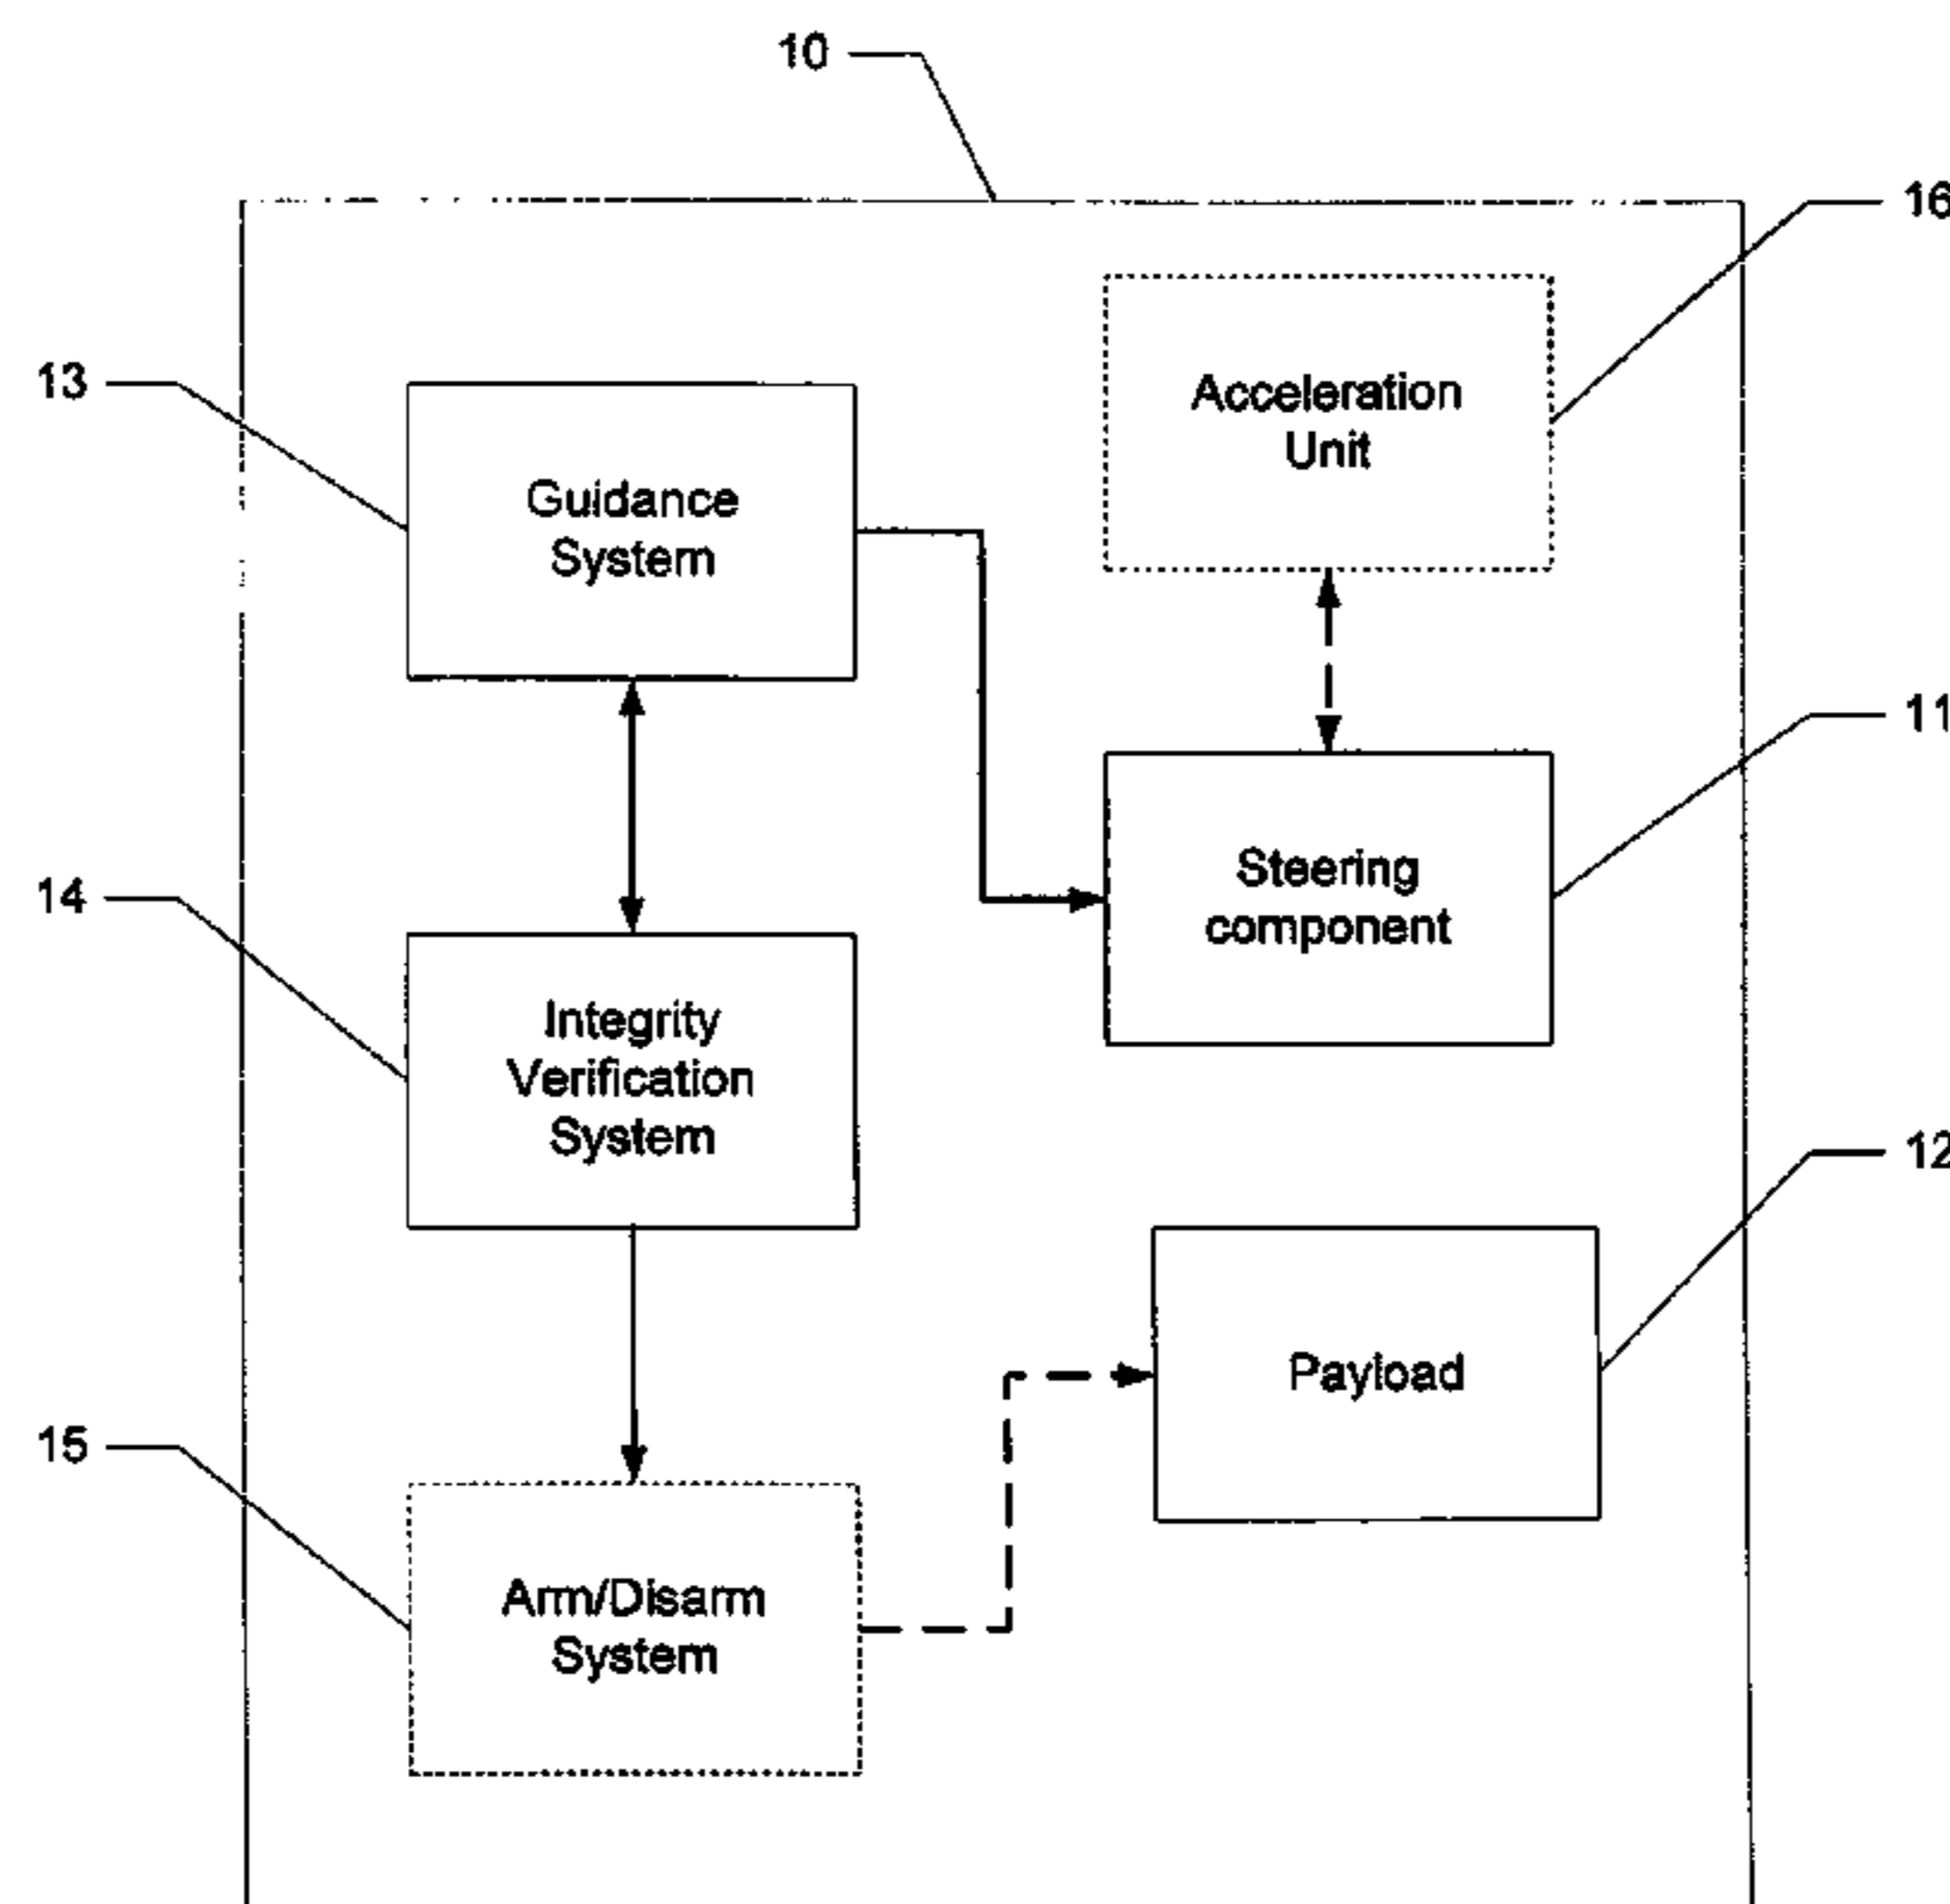 10
16
13
Acceleration
Unit
Guidance
System
11
Steering
component
14
Integrity
Verification
System
12
Payload
15
Arm/Disarm
System